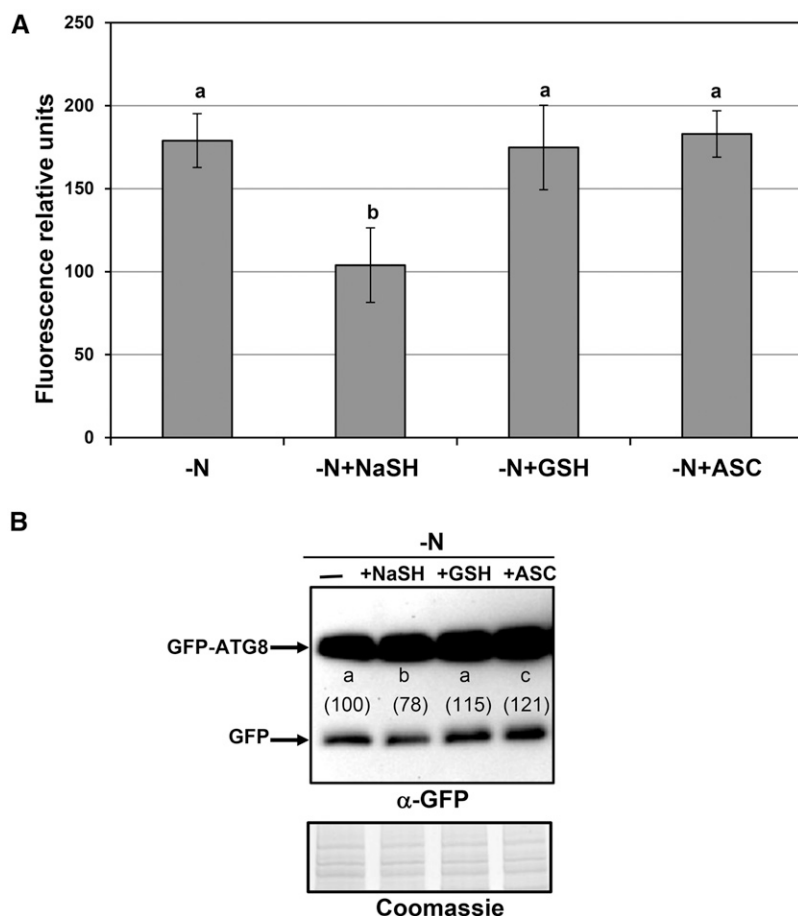 A
250
200
150
100
50
0
Fluorescence relative units
a
b
a
a
-N
-N+NaSH
-N+GSH
-N+ASC
B
-N
— +NaSH +GSH +ASC
GFP-ATG8
a b a c
(100) (78) (115) (121)
GFP
α-GFP
Coomassie